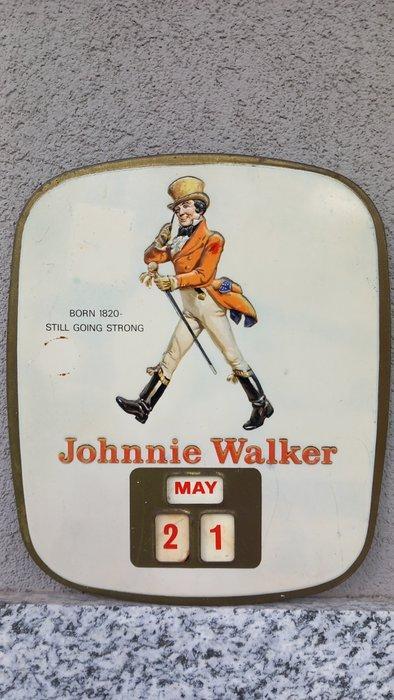 BORN 1820-
STILL GOING STRONG
Johnnie Walker
MAY
2 1